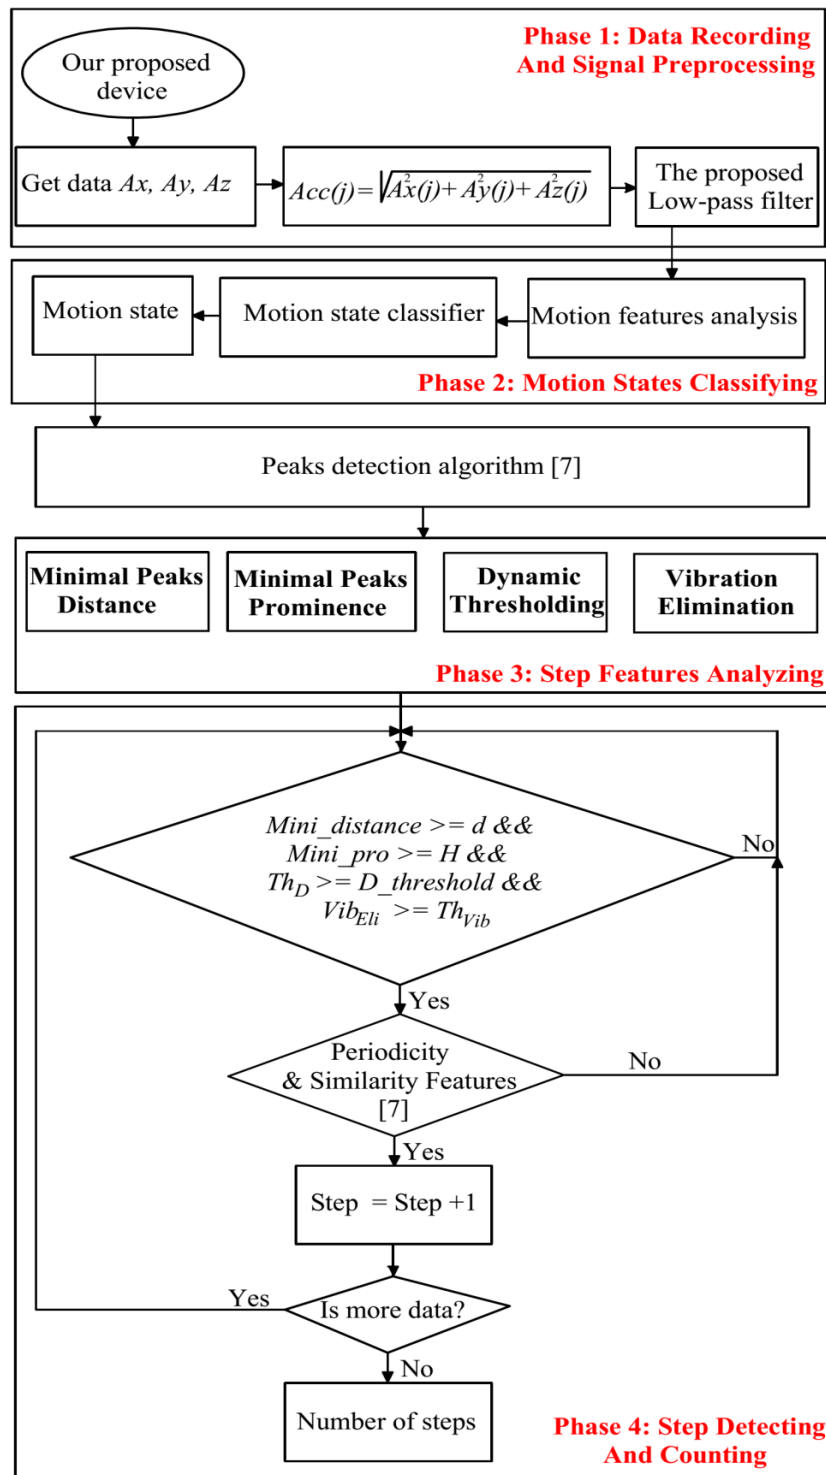 Phase 1: Data Recording
And Signal Preprocessing
Our proposed
device
Get data Ax, Ay, Az
Acc(j) = √A²x(j) + A²y(j) + A²z(j)
The proposed
Low-pass filter
Motion state
Motion state classifier
Motion features analysis
Phase 2: Motion States Classifying
Peaks detection algorithm [7]
Minimal Peaks
Distance
Minimal Peaks
Prominence
Dynamic
Thresholding
Vibration
Elimination
Phase 3: Step Features Analyzing
Mini_distance >= d &&
Mini_pro >= H &&
Th_D >= D_threshold &&
Vib_Eli >= Th_Vib
No
Yes
Periodicity
& Similarity Features
[7]
No
Yes
Step = Step +1
Yes
Is more data?
No
Number of steps
Phase 4: Step Detecting
And Counting